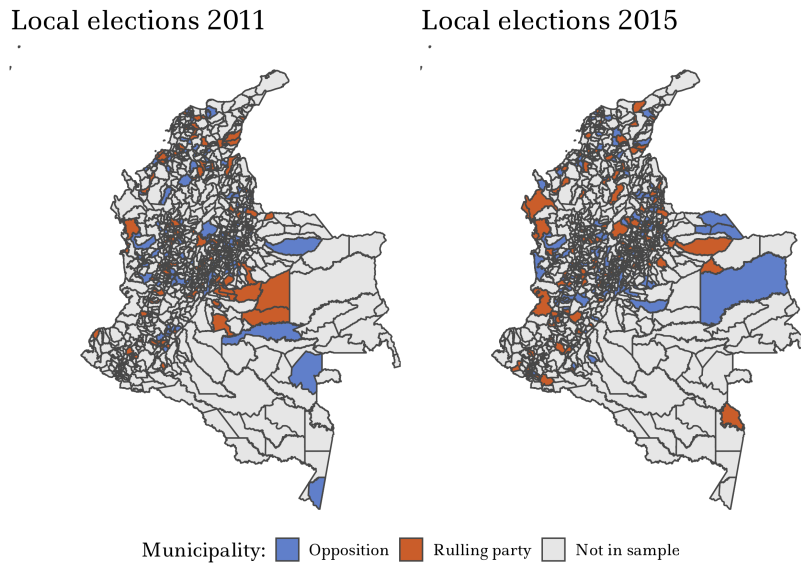 Local elections 2011
Local elections 2015
Municipality: Opposition Rulling party Not in sample